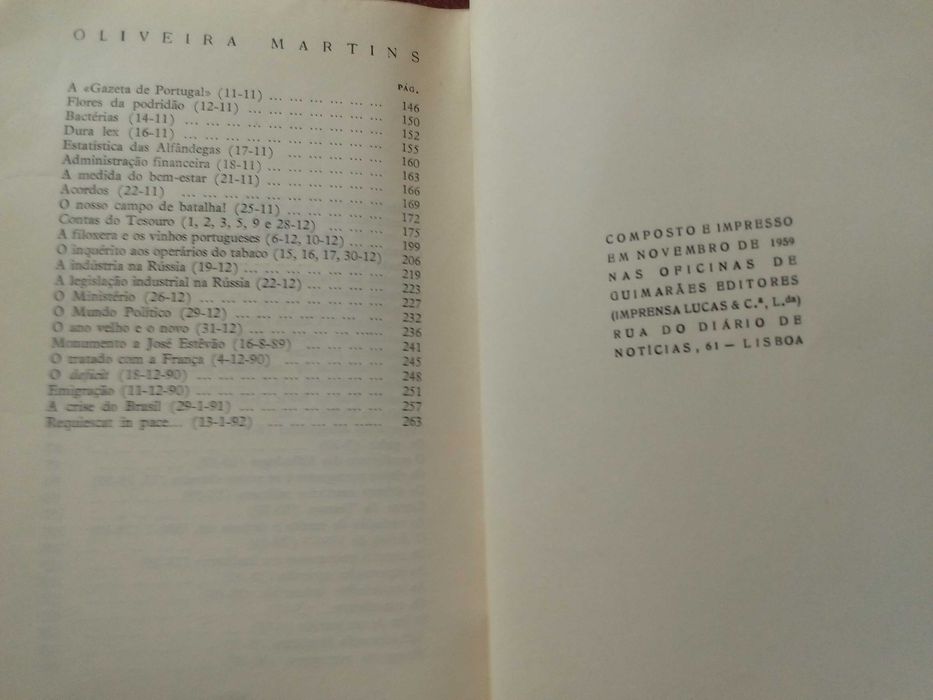 OLIVEIRA MARTINS
PÁG.
A «Gazeta de Portugal» (11-11) ... ... ... ... ... ... 146
Flores da podridão (12-11) ... ... ... ... ... ... ... 150
Bactérias (14-11) ... ... ... ... ... ... ... ... ... 152
Dura lex (16-11) ... ... ... ... ... ... ... ... ... 155
Estatística das Alfândegas (17-11) ... ... ... ... ... 160
Administração financeira (18-11) ... ... ... ... ... 163
A medida do bem-estar (21-11) ... ... ... ... ... ... 166
Acordos (22-11) ... ... ... ... ... ... ... ... ... 169
O nosso campo de batalha! (25-11) ... ... ... ... ... 172
Contas do Tesouro (1, 2, 3, 5, 9 e 28-12) ... ... ... 175
A filoxera e os vinhos portugueses (6-12, 10-12) ... ... 199
O inquérito aos operários do tabaco (15, 16, 17, 30-12) 206
A indústria na Rússia (19-12) ... ... ... ... ... ... 219
A legislação industrial na Rússia (22-12) ... ... ... ... 223
O Ministério (26-12) ... ... ... ... ... ... ... ... 227
O Mundo Político (29-12) ... ... ... ... ... ... ... 232
O ano velho e o novo (31-12) ... ... ... ... ... ... 236
Monumento a José Estêvão (16-8-89) ... ... ... ... 241
O tratado com a França (4-12-90) ... ... ... ... ... 245
O deficit (18-12-90) ... ... ... ... ... ... ... ... 248
Emigração (11-12-90) ... ... ... ... ... ... ... ... 251
A crise do Brasil (29-1-91) ... ... ... ... ... ... ... 257
Requiescat in pace... (13-1-92) ... ... ... ... ...... 263
COMPOSTO E IMPRESSO
EM NOVEMBRO DE 1959
NAS OFICINAS DE
GUIMARÃES EDITORES
(IMPRENSA LUCAS & C.ª, L.da)
RUA DO DIÁRIO DE
NOTÍCIAS, 61 — LISBOA